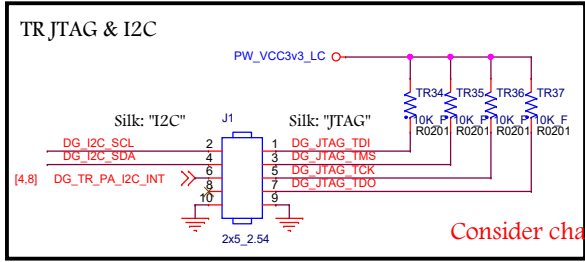 TR JTAG & I2C
PW_VCC3v3_LC
TR34 TR35 TR36 TR37
10K_F 10K_F 10K_F 10K_F
R0201 R0201 R0201 R0201
Silk: "I2C" J1 Silk: "JTAG"
DG_I2C_SCL 2 1 DG_JTAG_TDI
DG_I2C_SDA 4 3 DG_JTAG_TMS
[4,8] DG_TR_PA_I2C_INT 6 5 DG_JTAG_TCK
8 7 DG_JTAG_TDO
10 9
2x5_2.54
Consider cha